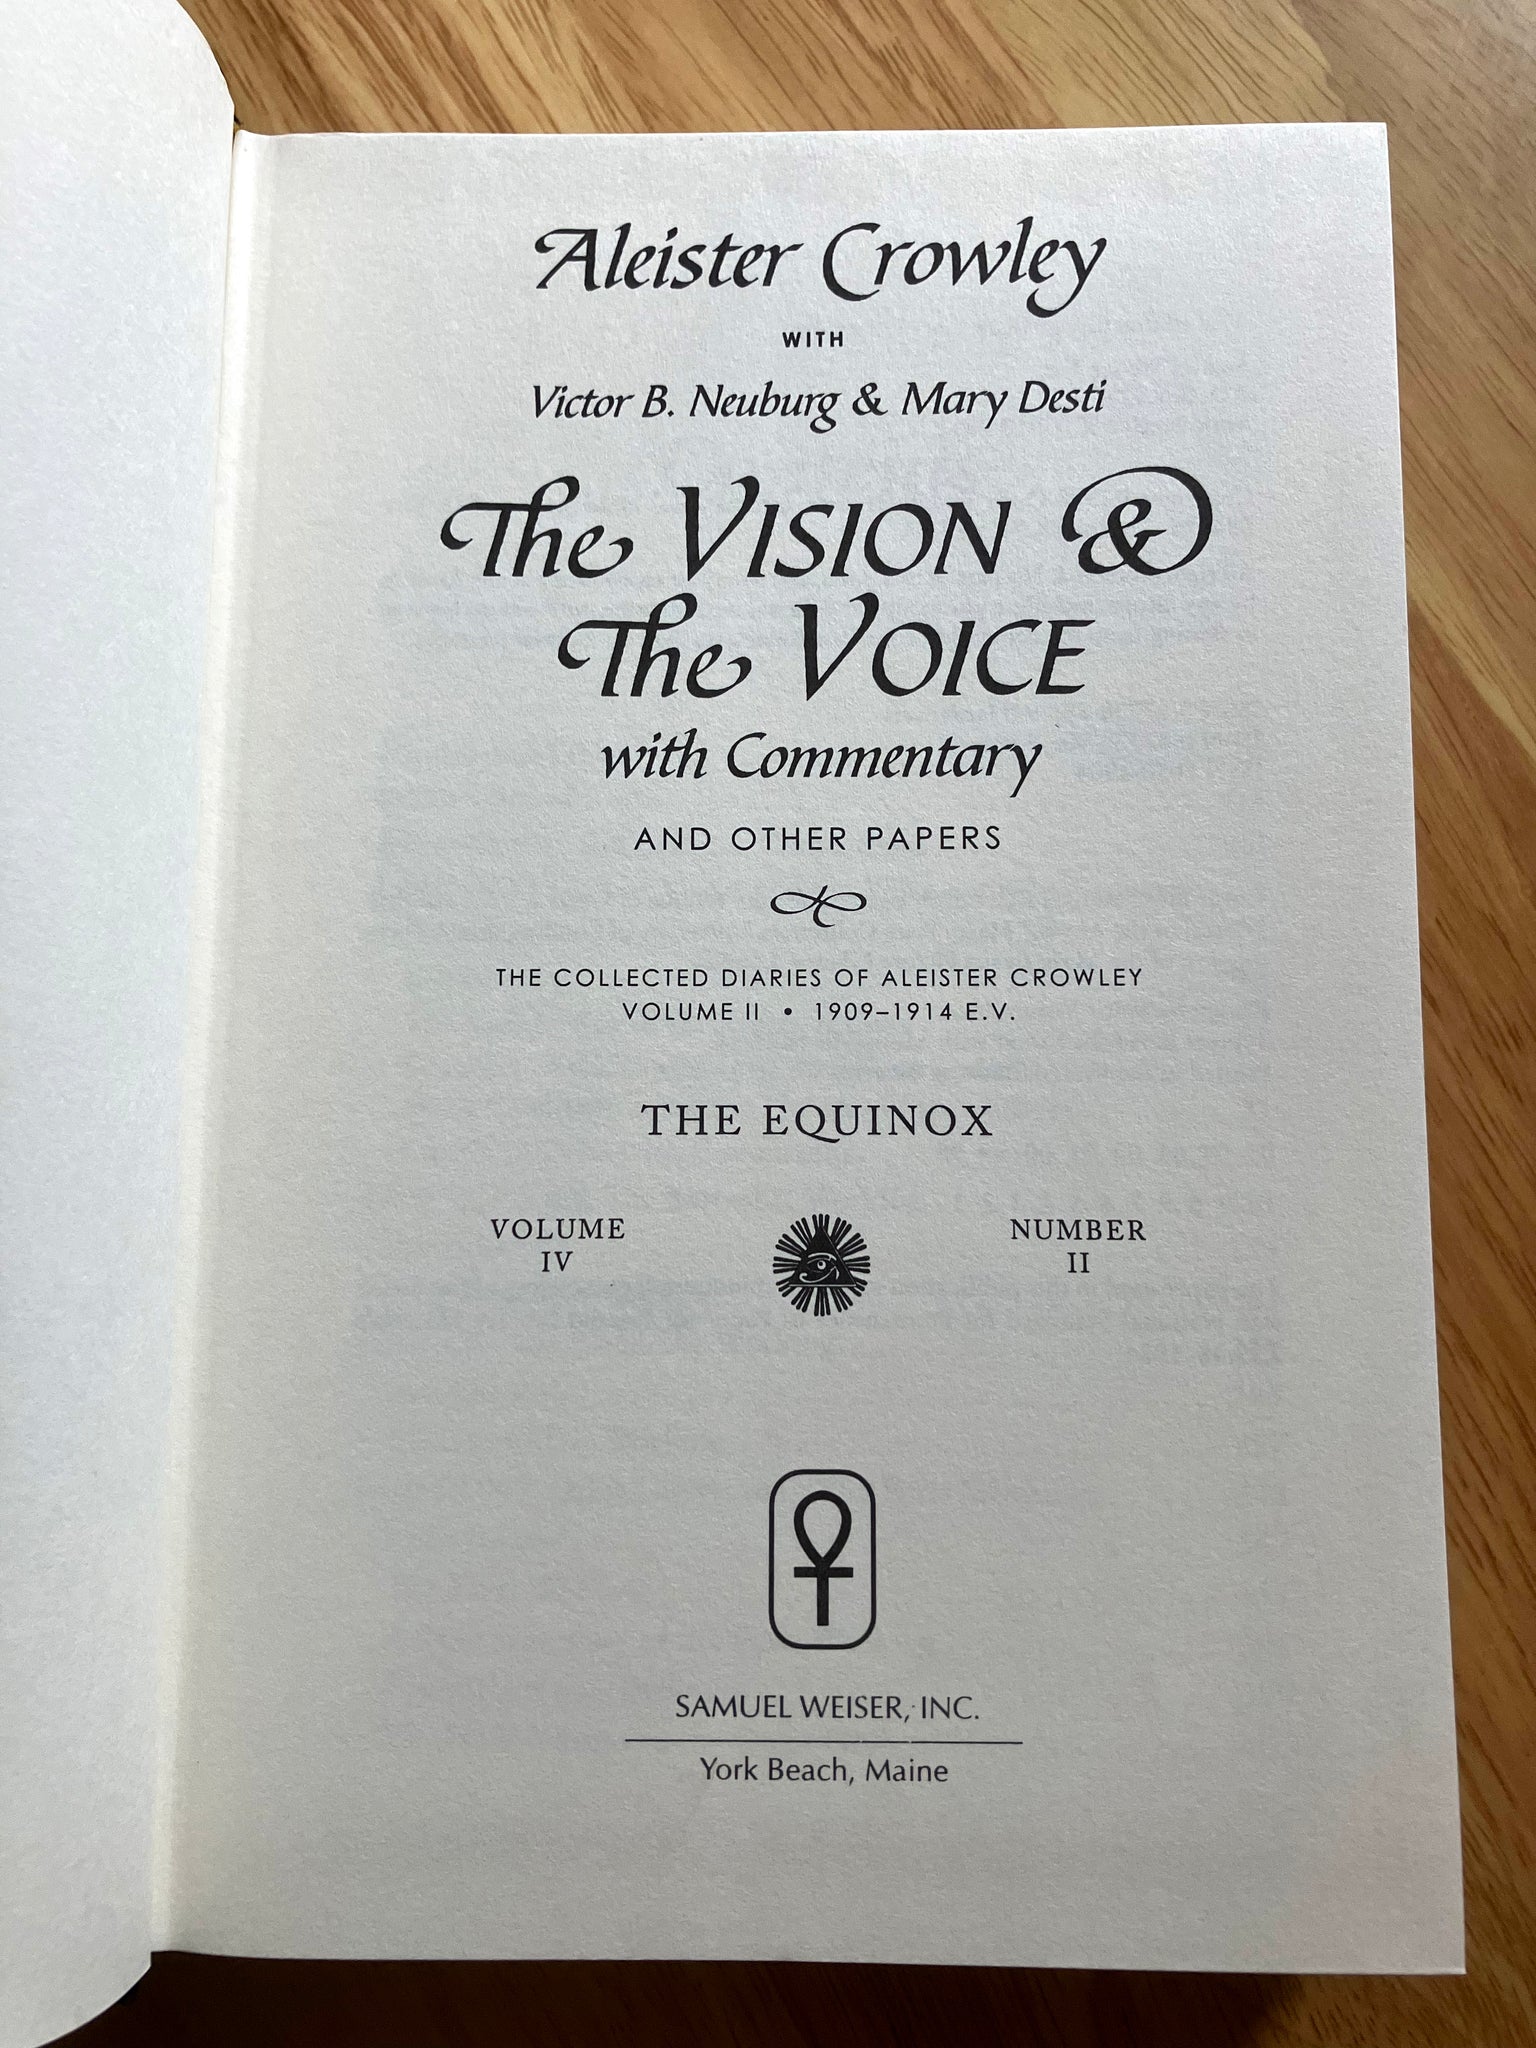 Aleister Crowley
WITH
Victor B. Neuburg & Mary Desti
The VISION &
The VOICE
with Commentary
AND OTHER PAPERS
THE COLLECTED DIARIES OF ALEISTER CROWLEY
VOLUME II • 1909–1914 E.V.
THE EQUINOX
VOLUME
IV
NUMBER
II
SAMUEL WEISER, INC.
York Beach, Maine